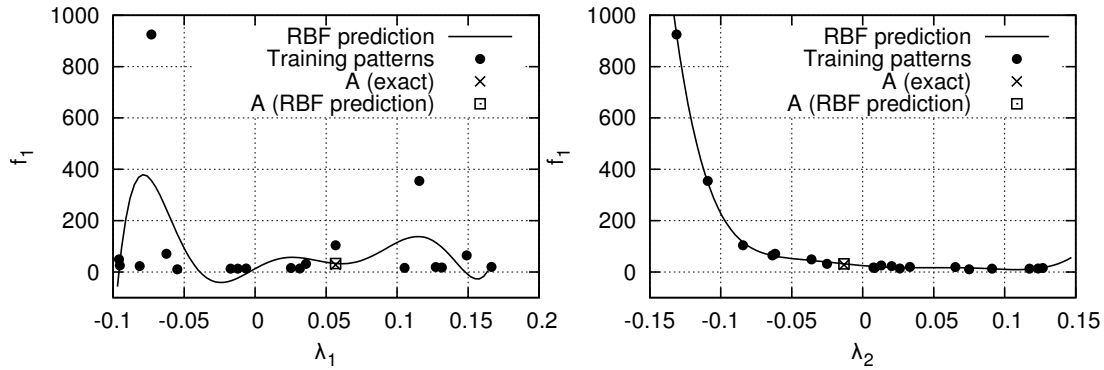 1000
800
600
400
200
0
f1
-0.1
-0.05
0
0.05
0.1
0.15
0.2
λ1
RBF prediction
Training patterns
A (exact)
A (RBF prediction)
1000
800
600
400
200
0
f1
-0.15
-0.1
-0.05
0
0.05
0.1
0.15
λ2
RBF prediction
Training patterns
A (exact)
A (RBF prediction)